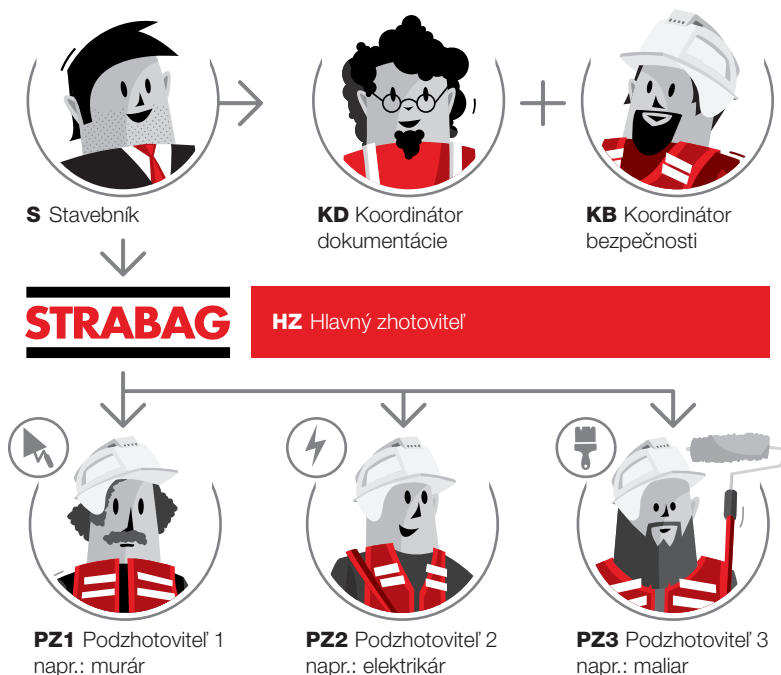 S Stavebník
KD Koordinátor
dokumentácie
KB Koordinátor
bezpečnosti
STRABAG
HZ Hlavný zhotoviteľ
PZ1 Podzhotoviteľ 1
napr.: murár
PZ2 Podzhotoviteľ 2
napr.: elektrikár
PZ3 Podzhotoviteľ 3
napr.: maliar